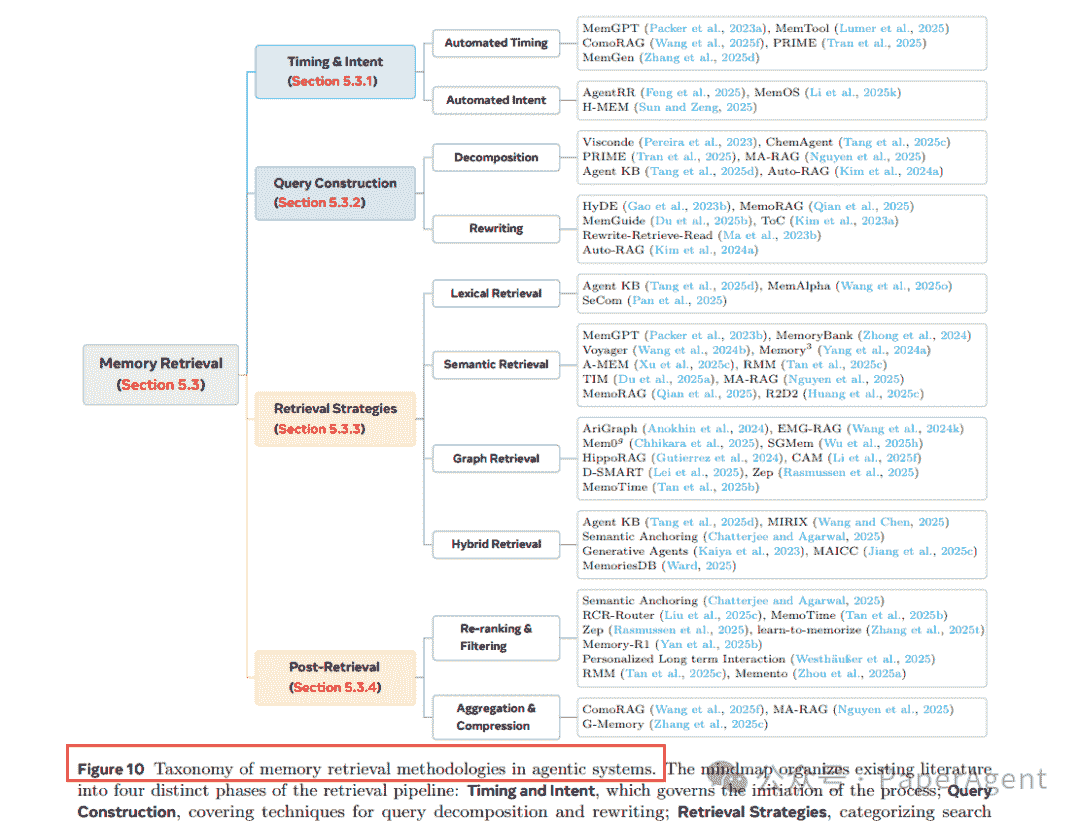 Memory Retrieval
(Section 5.3)
Timing & Intent
(Section 5.3.1)
Automated Timing
MemGPT (Packer et al., 2023a), MemTool (Lumer et al., 2025)
ComoRAG (Wang et al., 2025f), PRIME (Tran et al., 2025)
MemGen (Zhang et al., 2025d)
Automated Intent
AgentRR (Feng et al., 2025), MemOS (Li et al., 2025k)
H-MEM (Sun and Zeng, 2025)
Query Construction
(Section 5.3.2)
Decomposition
Visconde (Pereira et al., 2023), ChemAgent (Tang et al., 2025c)
PRIME (Tran et al., 2025), MA-RAG (Nguyen et al., 2025)
Agent KB (Tang et al., 2025d), Auto-RAG (Kim et al., 2024a)
Rewriting
HyDE (Gao et al., 2023b), MemoRAG (Qian et al., 2025)
MemGuide (Du et al., 2025b), ToC (Kim et al., 2023a)
Rewrite-Retrieve-Read (Ma et al., 2023b)
Auto-RAG (Kim et al., 2024a)
Retrieval Strategies
(Section 5.3.3)
Lexical Retrieval
Agent KB (Tang et al., 2025d), MemAlpha (Wang et al., 2025o)
SeCom (Pan et al., 2025)
Semantic Retrieval
MemGPT (Packer et al., 2023b), MemoryBank (Zhong et al., 2024)
Voyager (Wang et al., 2024b), Memory³ (Yang et al., 2024a)
A-MEM (Xu et al., 2025c), RMM (Tan et al., 2025c)
TIM (Du et al., 2025a), MA-RAG (Nguyen et al., 2025)
MemoRAG (Qian et al., 2025), R2D2 (Huang et al., 2025c)
Graph Retrieval
AriGraph (Anokhin et al., 2024), EMG-RAG (Wang et al., 2024k)
Mem0ᵍ (Chhikara et al., 2025), SGMem (Wu et al., 2025h)
HippoRAG (Gutierrez et al., 2024), CAM (Li et al., 2025f)
D-SMART (Lei et al., 2025), Zep (Rasmussen et al., 2025)
MemoTime (Tan et al., 2025b)
Hybrid Retrieval
Agent KB (Tang et al., 2025d), MIRIX (Wang and Chen, 2025)
Semantic Anchoring (Chatterjee and Agarwal, 2025)
Generative Agents (Kaiya et al., 2023), MAICC (Jiang et al., 2025c)
MemoriesDB (Ward, 2025)
Post-Retrieval
(Section 5.3.4)
Re-ranking &
Filtering
Semantic Anchoring (Chatterjee and Agarwal, 2025)
RCR-Router (Liu et al., 2025c), MemoTime (Tan et al., 2025b)
Zep (Rasmussen et al., 2025), learn-to-memorize (Zhang et al., 2025t)
Memory-R1 (Yan et al., 2025b)
Personalized Long term Interaction (Westhäußer et al., 2025)
RMM (Tan et al., 2025c), Memento (Zhou et al., 2025a)
Aggregation &
Compression
ComoRAG (Wang et al., 2025f), MA-RAG (Nguyen et al., 2025)
G-Memory (Zhang et al., 2025c)
Figure 10 Taxonomy of memory retrieval methodologies in agentic systems. The mindmap organizes existing literature
into four distinct phases of the retrieval pipeline: Timing and Intent, which governs the initiation of the process; Query
Construction, covering techniques for query decomposition and rewriting; Retrieval Strategies, categorizing search
公众号：PaperAgent